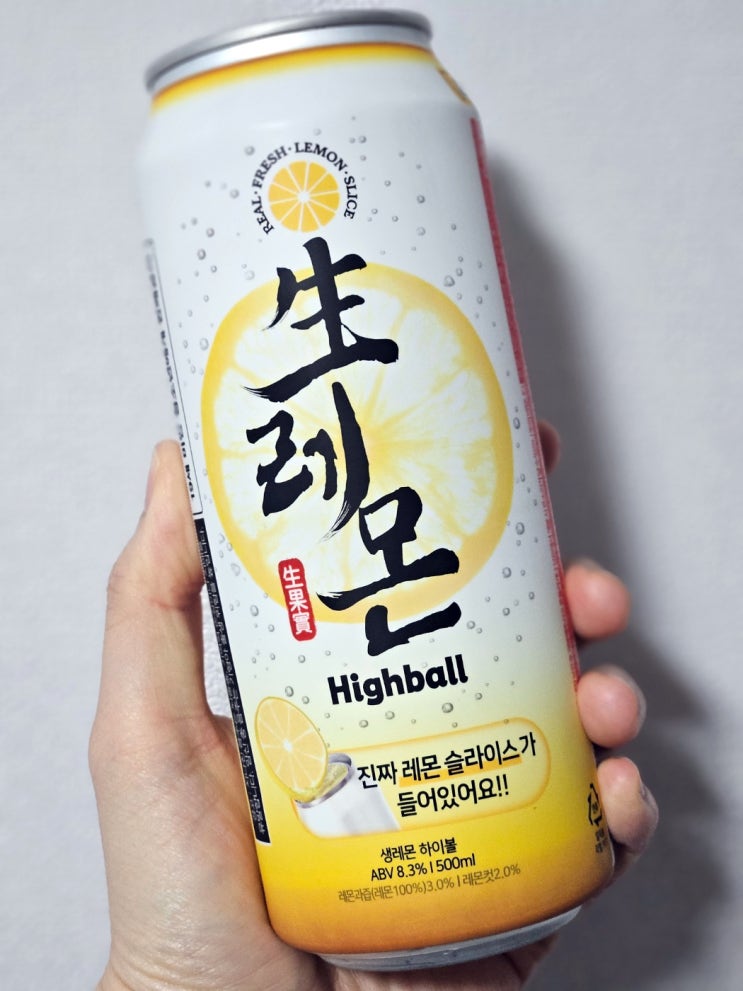 REAL·FRESH·LEMON·SLICE
生
레
몬
生果實
Highball
진짜 레몬 슬라이스가
들어있어요!!
생레몬 하이볼
ABV 8.3% I 500ml
레몬과즙(레몬100%)3.0% I 레몬컷2.0%